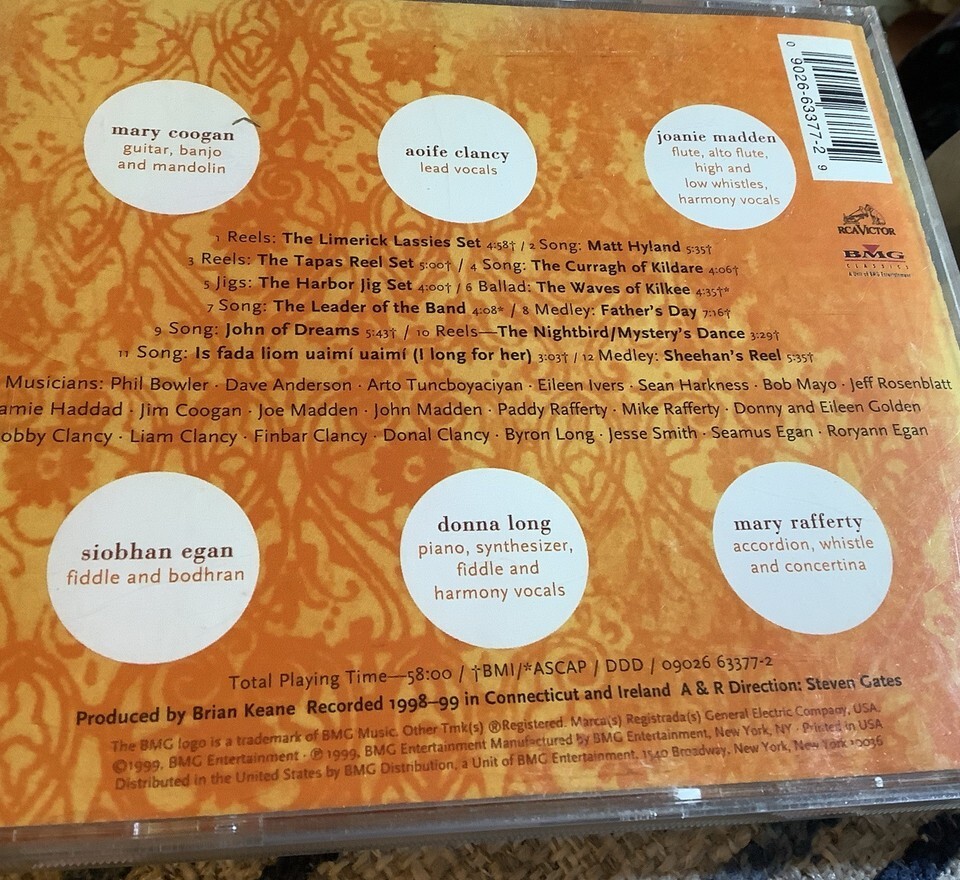 mary coogan
guitar, banjo
and mandolin
aoife clancy
lead vocals
joanie madden
flute, alto flute,
high and
low whistles,
harmony vocals
0 9026-63377-2 9
RCA VICTOR
BMG
CLASSICS
1 Reels: The Limerick Lassies Set 4:58† / 2 Song: Matt Hyland 5:35†
3 Reels: The Tapas Reel Set 5:00† / 4 Song: The Curragh of Kildare 4:06†
5 Jigs: The Harbor Jig Set 4:00† / 6 Ballad: The Waves of Kilkee 4:35†*
7 Song: The Leader of the Band 4:08* / 8 Medley: Father's Day 7:16†
9 Song: John of Dreams 5:43† / 10 Reels—The Nightbird/Mystery's Dance 3:29†
11 Song: Is fada liom uaimí uaimí (I long for her) 3:03† / 12 Medley: Sheehan's Reel 5:35†
Musicians: Phil Bowler · Dave Anderson · Arto Tuncboyaciyan · Eileen Ivers · Sean Harkness · Bob Mayo · Jeff Rosenblatt
amie Haddad · Jim Coogan · Joe Madden · John Madden · Paddy Rafferty · Mike Rafferty · Donny and Eileen Golden
obby Clancy · Liam Clancy · Finbar Clancy · Donal Clancy · Byron Long · Jesse Smith · Seamus Egan · Roryann Egan
siobhan egan
fiddle and bodhran
donna long
piano, synthesizer,
fiddle and
harmony vocals
mary rafferty
accordion, whistle
and concertina
Total Playing Time—58:00 / †BMI/*ASCAP / DDD / 09026 63377-2
Produced by Brian Keane Recorded 1998–99 in Connecticut and Ireland A & R Direction: Steven Gates
The BMG logo is a trademark of BMG Music. Other Tmk(s) ®Registered. Marca(s) Registrada(s) General Electric Company, USA.
©1999, BMG Entertainment · ℗ 1999, BMG Entertainment Manufactured by BMG Entertainment, New York, NY · Printed in USA
Distributed in the United States by BMG Distribution, a Unit of BMG Entertainment, 1540 Broadway, New York, New York 10036